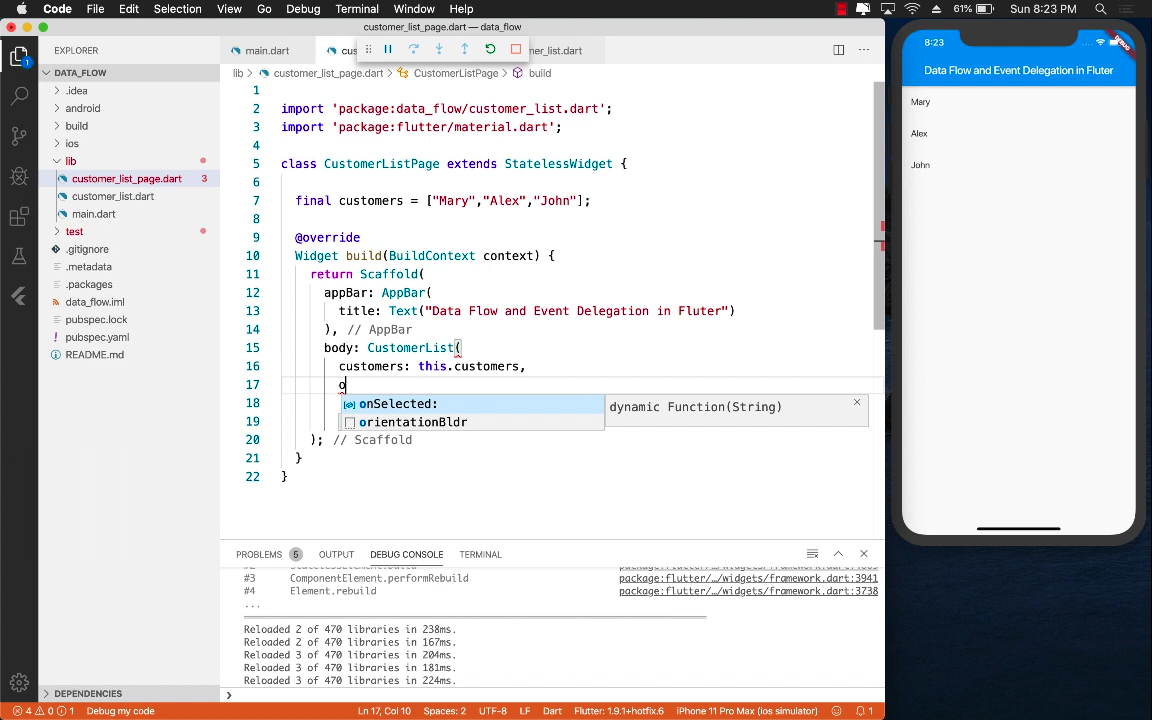 Code File Edit Selection View Go Debug Terminal Window Help
61% Sun 8:23 PM
customer_list_page.dart — data_flow
EXPLORER
main.dart
cus
er_list.dart
DATA_FLOW
lib > customer_list_page.dart > CustomerListPage > build
.idea
android
build
ios
lib
customer_list_page.dart 3
customer_list.dart
main.dart
test
.gitignore
.metadata
.packages
data_flow.iml
pubspec.lock
pubspec.yaml
README.md
DEPENDENCIES
1
1
2 import 'package:data_flow/customer_list.dart';
3 import 'package:flutter/material.dart';
4
5 class CustomerListPage extends StatelessWidget {
6
7 final customers = ["Mary","Alex","John"];
8
9 @override
10 Widget build(BuildContext context) {
11 return Scaffold(
12 appBar: AppBar(
13 title: Text("Data Flow and Event Delegation in Fluter")
14 ), // AppBar
15 body: CustomerList(
16 customers: this.customers,
17 o
18
19
20 ); // Scaffold
21 }
22 }
onSelected:
orientationBldr
dynamic Function(String)
PROBLEMS 5 OUTPUT DEBUG CONSOLE TERMINAL
#3 ComponentElement.performRebuild package:flutter/…/widgets/framework.dart:3941
#4 Element.rebuild package:flutter/…/widgets/framework.dart:3738
...
Reloaded 2 of 470 libraries in 238ms.
Reloaded 2 of 470 libraries in 167ms.
Reloaded 3 of 470 libraries in 204ms.
Reloaded 3 of 470 libraries in 181ms.
Reloaded 3 of 470 libraries in 224ms.
4 0 1 Debug my code Ln 17, Col 10 Spaces: 2 UTF-8 LF Dart Flutter: 1.9.1+hotfix.6 iPhone 11 Pro Max (ios simulator) 1
8:23
DEBUG
Data Flow and Event Delegation in Fluter
Mary
Alex
John